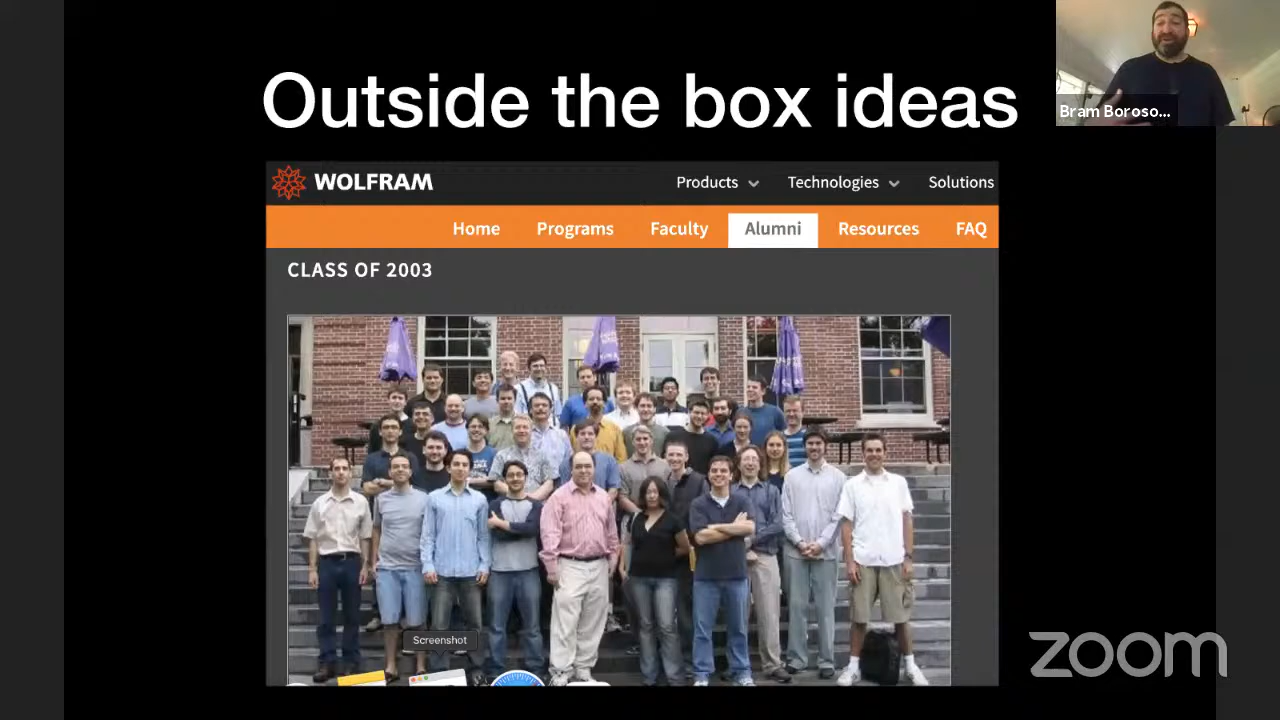 Outside the box ideas
Bram Boroso...
WOLFRAM
Products Technologies Solutions
Home Programs Faculty Alumni Resources FAQ
CLASS OF 2003
Screenshot
zoom